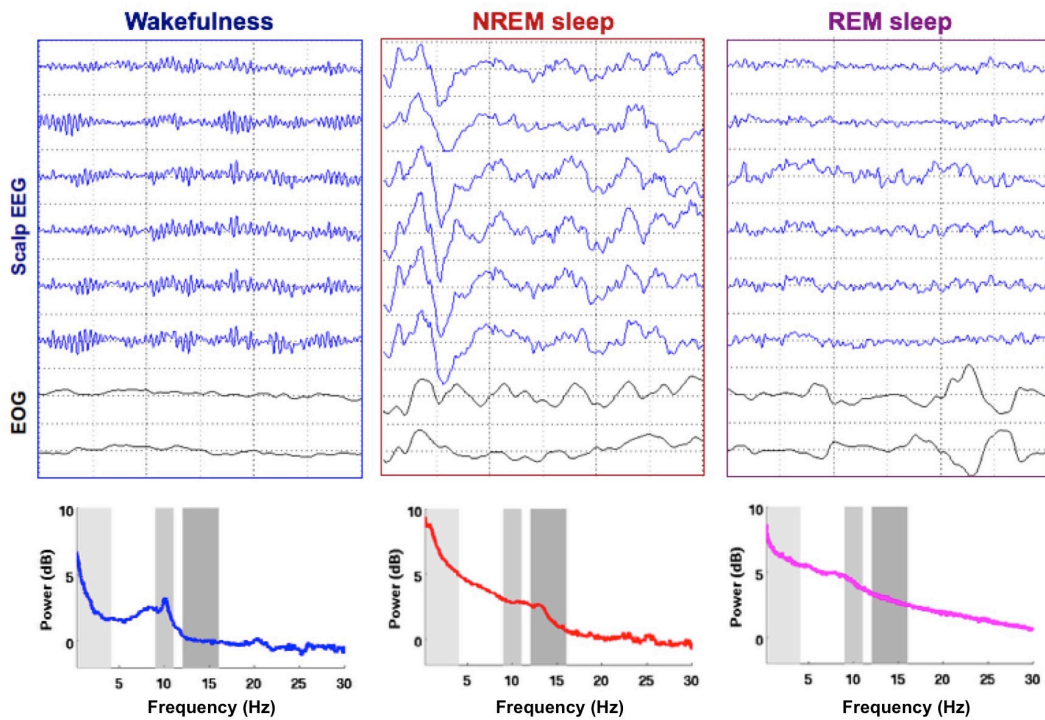 Wakefulness
NREM sleep
REM sleep
Scalp EEG
EOG
10
5
0
Power (dB)
5 10 15 20 25 30
Frequency (Hz)
10
5
0
Power (dB)
5 10 15 20 25 30
Frequency (Hz)
10
5
0
Power (dB)
5 10 15 20 25 30
Frequency (Hz)